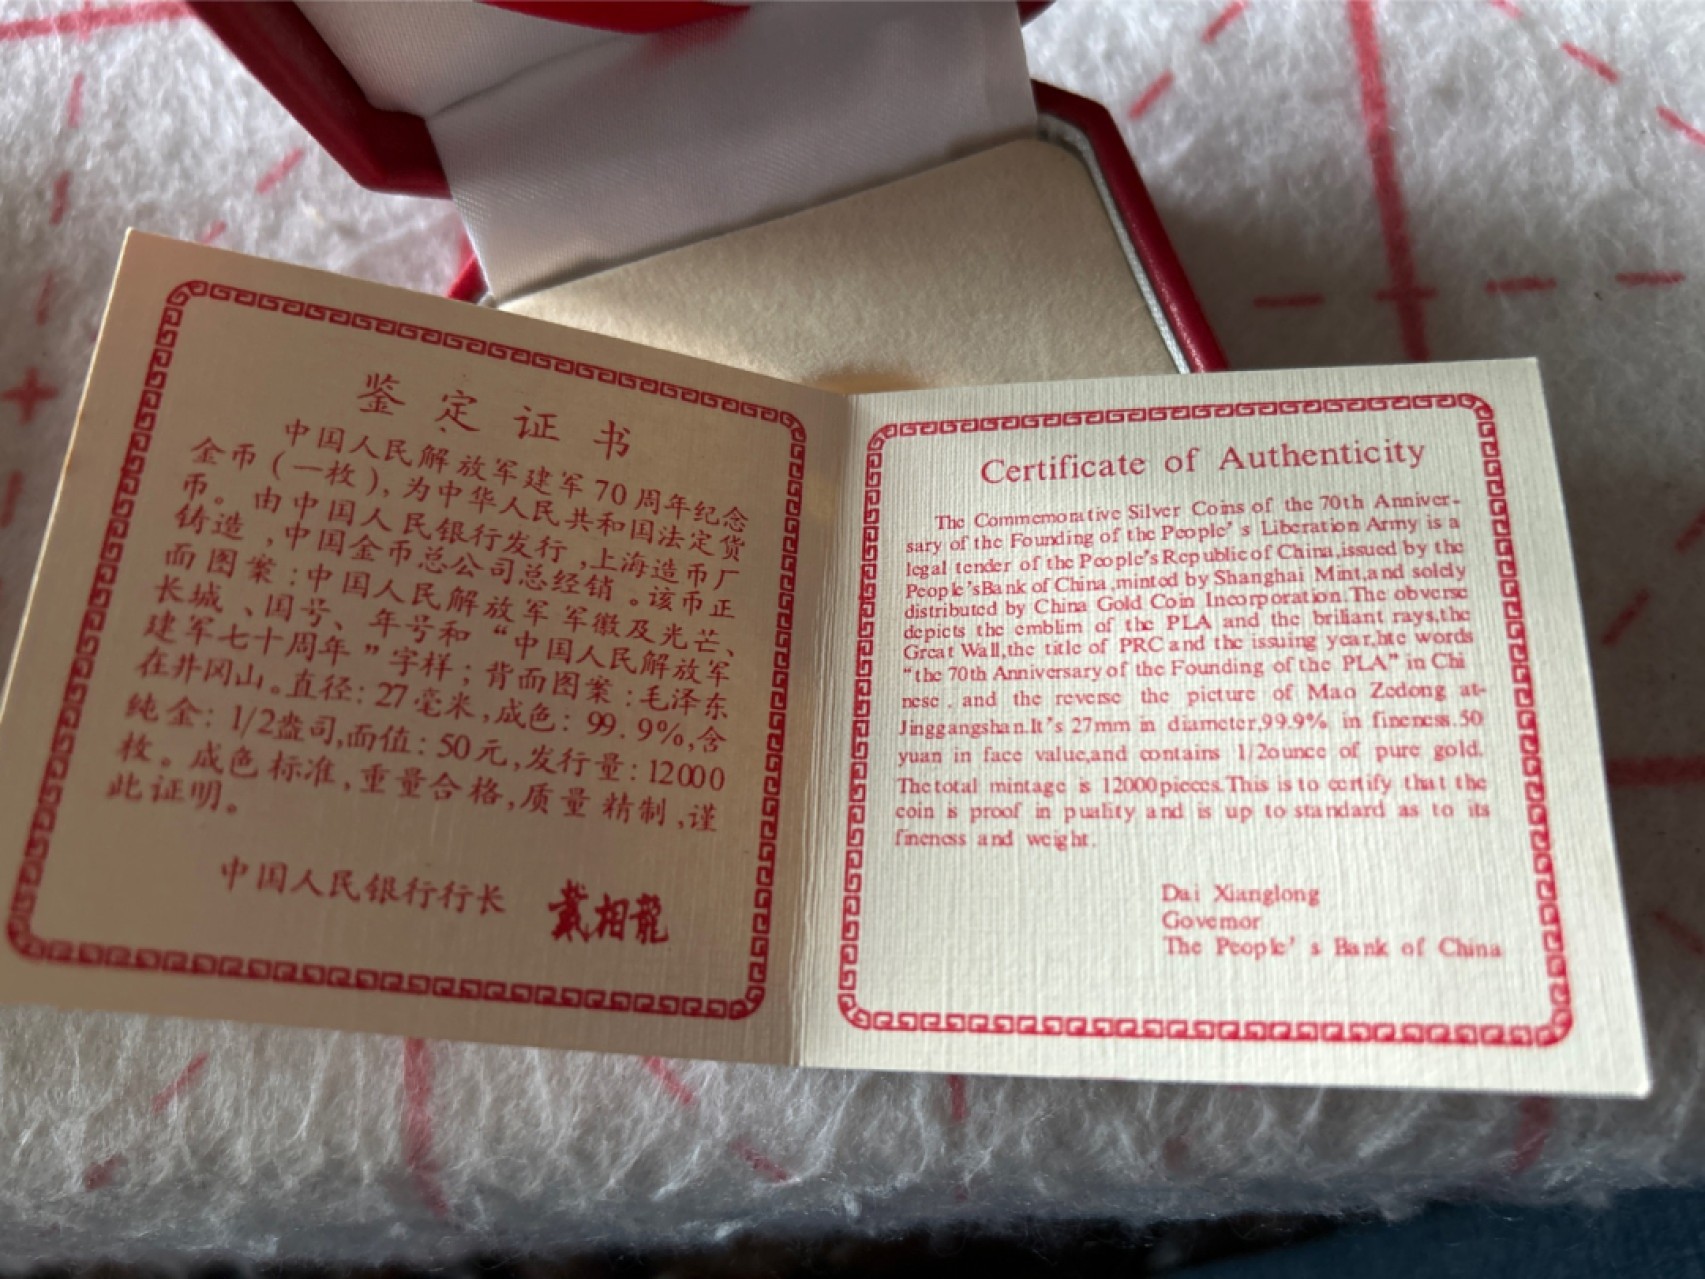 鉴定证书
中国人民解放军建军70周年纪念
金币(一枚),为中华人民共和国法定货
币。由中国人民银行发行,上海造币厂
铸造,中国金币总公司总经销。该币正
面图案:中国人民解放军军徽及光芒、
长城、国号、年号和“中国人民解放军
建军七十周年”字样;背面图案:毛泽东
在井冈山。直径:27毫米,成色:99.9%,含
纯金:1/2盎司,面值:50元,发行量:12000
枚。成色标准,重量合格,质量精制,谨
此证明。
中国人民银行行长 戴相龍
Certificate of Authenticity
The Commemorative Silver Coins of the 70th Anniver-
sary of the Founding of the People's Liberation Army is a
legal tender of the People's Republic of China,issued by the
People'sBank of China,minted by Shanghai Mint,and solely
distributed by China Gold Coin Incorporation.The obverse
depicts the emblim of the PLA and the briliant rays,the
Great Wall,the title of PRC and the issuing year,hte words
"the 70th Anniversary of the Founding of the PLA" in Chi
nese . and the reverse the picture of Mao Zedong at-
Jinggangshan.It's 27mm in diameter,99.9% in fineness.50
yuan in face value,and contains 1/2ounce of pure gold.
The total mintage is 12000pieces.This is to certify that the
coin is proof in puality and is up to standard as to its
fineness and weight.
Dai Xianglong
Governor
The People's Bank of China